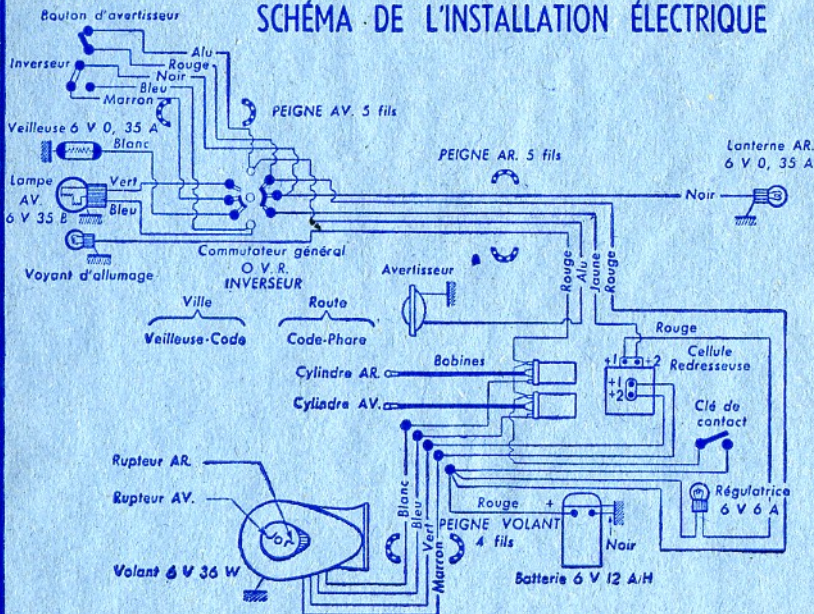 SCHÉMA DE L'INSTALLATION ÉLECTRIQUE
Bouton d'avertisseur
Alu
Rouge
Inverseur
Noir
Bleu
Marron
PEIGNE AV. 5 fils
Veilleuse 6 V 0, 35 A
Blanc
PEIGNE AR. 5 fils
Lanterne AR.
6 V 0, 35 A
Lampe
AV.
6 V 35 B
Vert
Bleu
Noir
Voyant d'allumage
Commutateur général
O V. R.
INVERSEUR
Avertisseur
Rouge
Alu
Jaune
Rouge
Ville
Veilleuse-Code
Route
Code-Phare
Rouge
+1
+2
Cellule
Redresseuse
+1
+2
Bobines
Cylindre AR.
Cylindre AV.
Clé de
contact
Rupteur AR.
Rupteur AV.
Blanc
Bleu
Vert
Marron
Rouge
+
-
Régulatrice
6 V 6 A
PEIGNE VOLANT
4 fils
Noir
Volant 6 V 36 W
Batterie 6 V 12 A/H